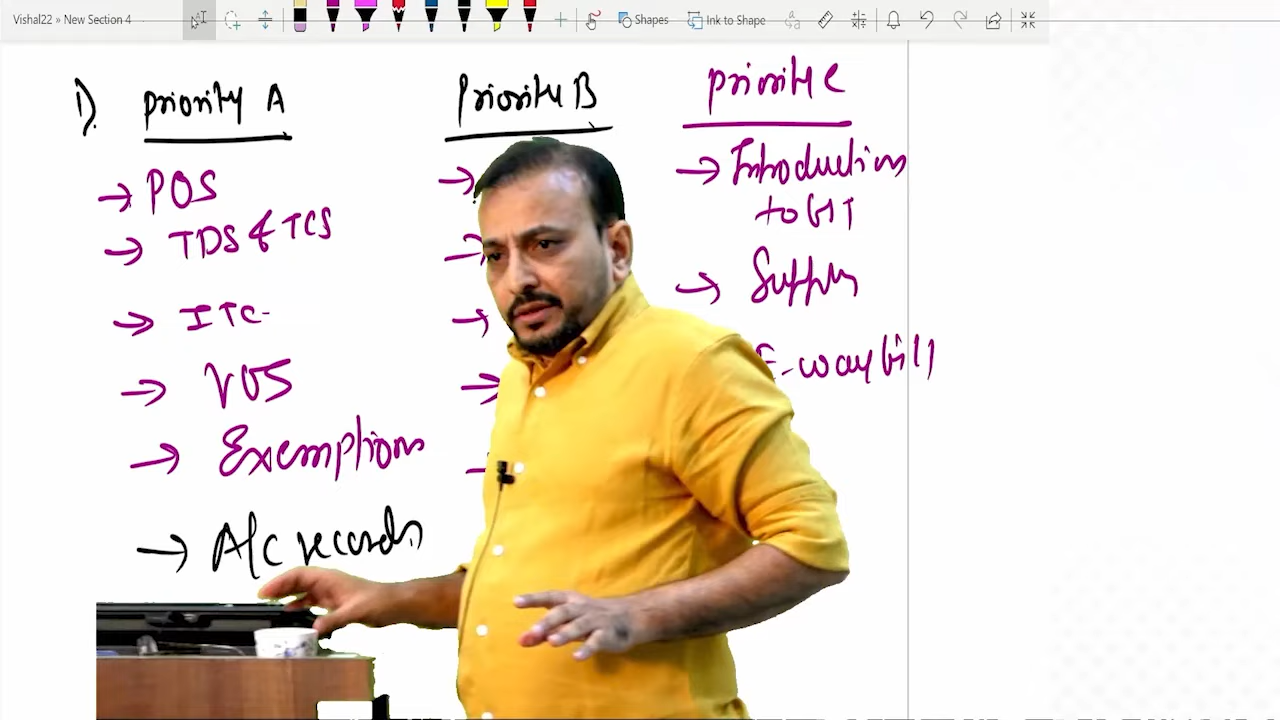 Vishal22 » New Section 4
Shapes
Ink to Shape
1)
Priority A
→ POS
→ TDS & TCS
→ ITC
→ VOS
→ Exemptions
→ A/c records
Priority B
→
→
→
→
→
Priority C
→ Introduction
to GST
→ Supply
E-way bill